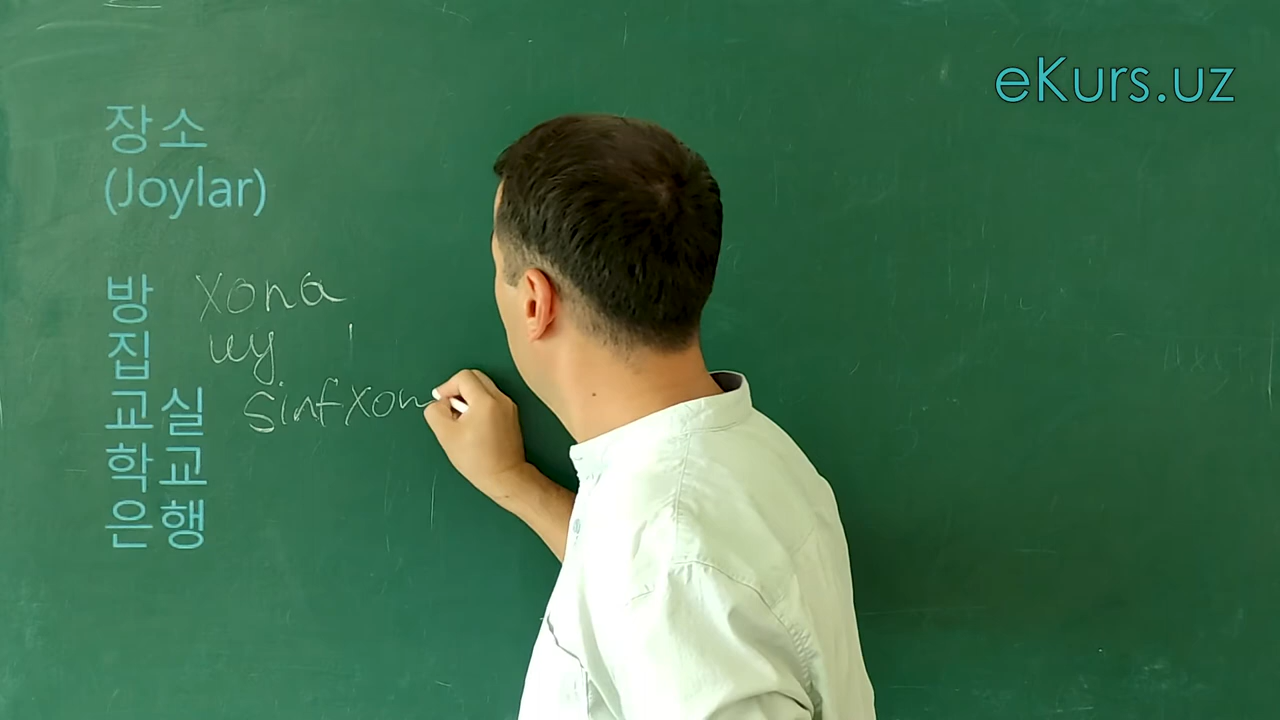 eKurs.uz
장소
(Joylar)
방 xona
집 uy
교실 sinfxon
학교
은행